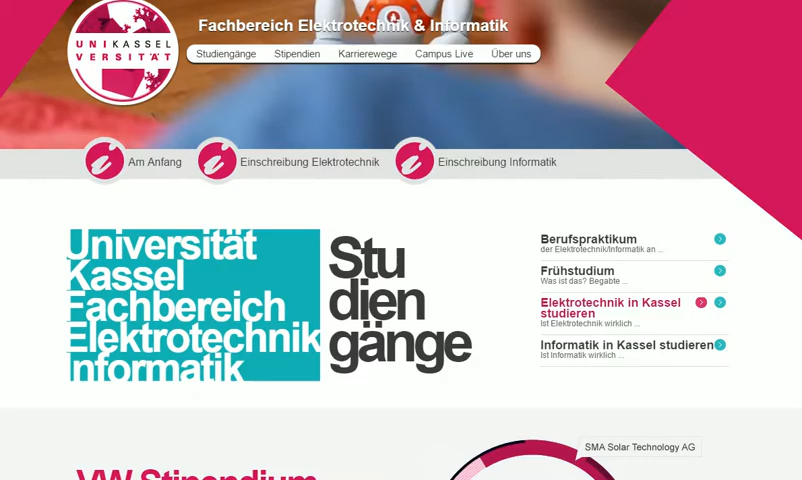 Fachbereich Elektrotechnik & Informatik
UNIKASSEL
VERSITÄT
Studiengänge Stipendien Karrierewege Campus Live Über uns
Am Anfang Einschreibung Elektrotechnik Einschreibung Informatik
Universität
Kassel
Fachbereich
Elektrotechnik
Informatik
Stu
dien
gänge
Berufspraktikum
der Elektrotechnik/Informatik an ...
Frühstudium
Was ist das? Begabte ...
Elektrotechnik in Kassel
studieren
Ist Elektrotechnik wirklich ...
Informatik in Kassel studieren
Ist Informatik wirklich ...
SMA Solar Technology AG
VW Stipendium